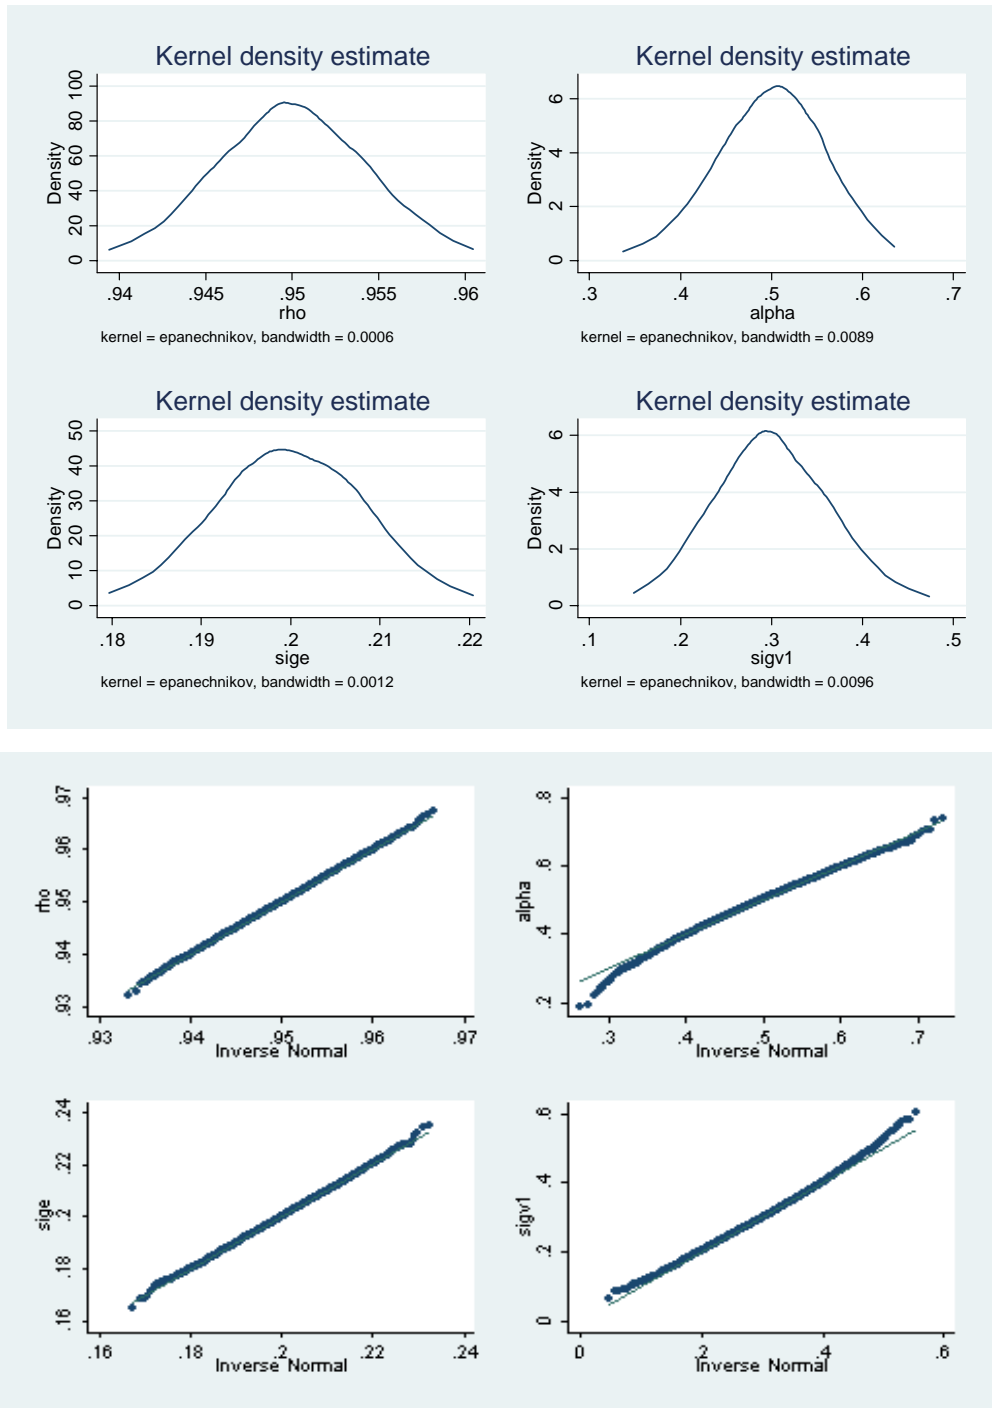 Kernel density estimate
Density
0 20 40 60 80 100
.94 .945 .95 .955 .96
rho
kernel = epanechnikov, bandwidth = 0.0006
Kernel density estimate
Density
0 2 4 6
.3 .4 .5 .6 .7
alpha
kernel = epanechnikov, bandwidth = 0.0089
Kernel density estimate
Density
0 10 20 30 40 50
.18 .19 .2 .21 .22
sige
kernel = epanechnikov, bandwidth = 0.0012
Kernel density estimate
Density
0 2 4 6
.1 .2 .3 .4 .5
sigv1
kernel = epanechnikov, bandwidth = 0.0096
rho
.93 .94 .95 .96 .97
.93 .94 .95 .96 .97
Inverse Normal
alpha
.2 .4 .6 .8
.3 .4 .5 .6 .7
Inverse Normal
sige
.16 .18 .2 .22 .24
.16 .18 .2 .22 .24
Inverse Normal
sigv1
0 .2 .4 .6
0 .2 .4 .6
Inverse Normal